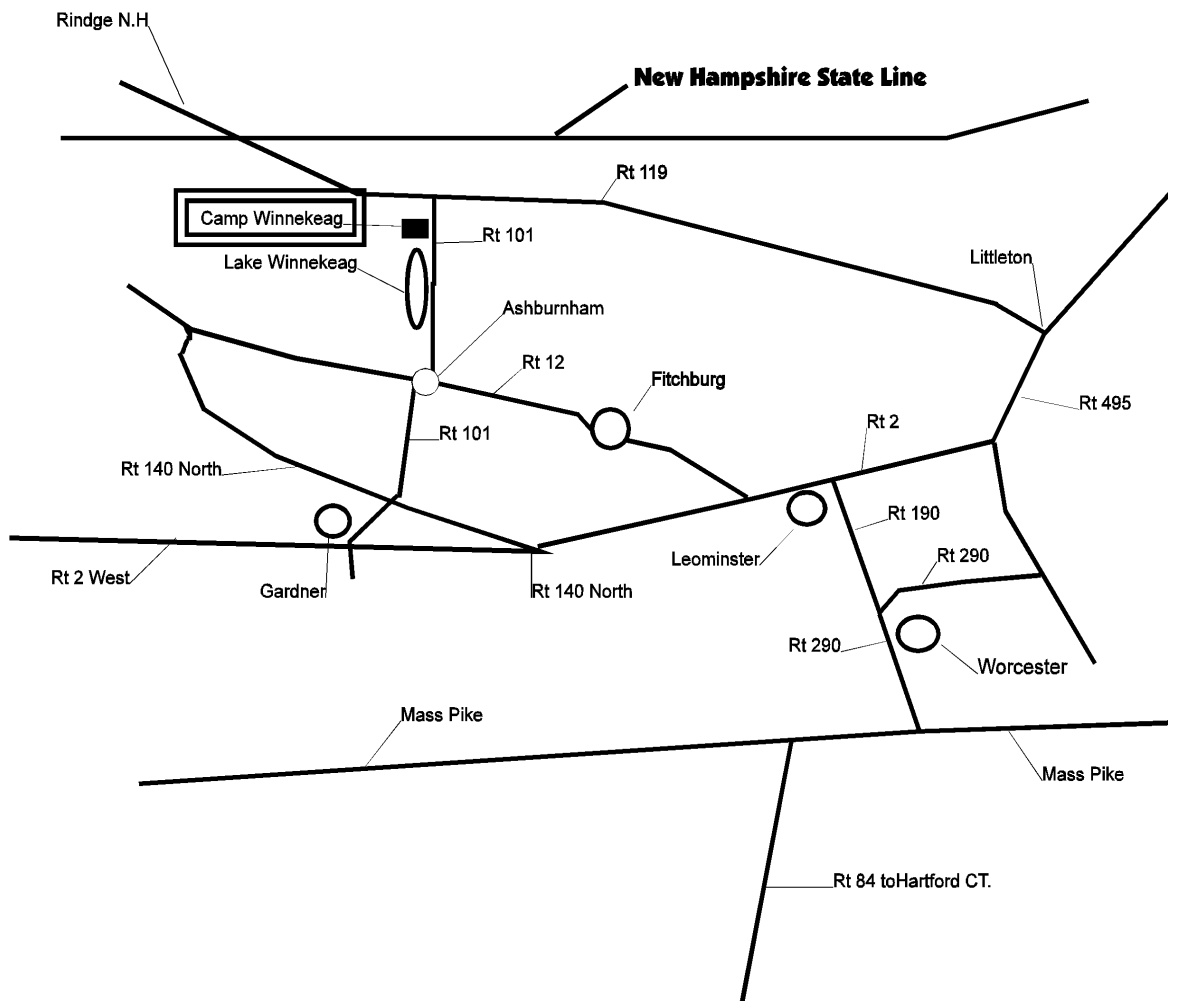 Rindge N.H
New Hampshire State Line
Rt 119
Camp Winnekeag
Rt 101
Lake Winnekeag
Littleton
Ashburnham
Rt 12
Fitchburg
Rt 495
Rt 2
Rt 101
Rt 140 North
Rt 190
Leominster
Rt 290
Rt 2 West
Gardner
Rt 140 North
Rt 290
Worcester
Mass Pike
Mass Pike
Rt 84 toHartford CT.